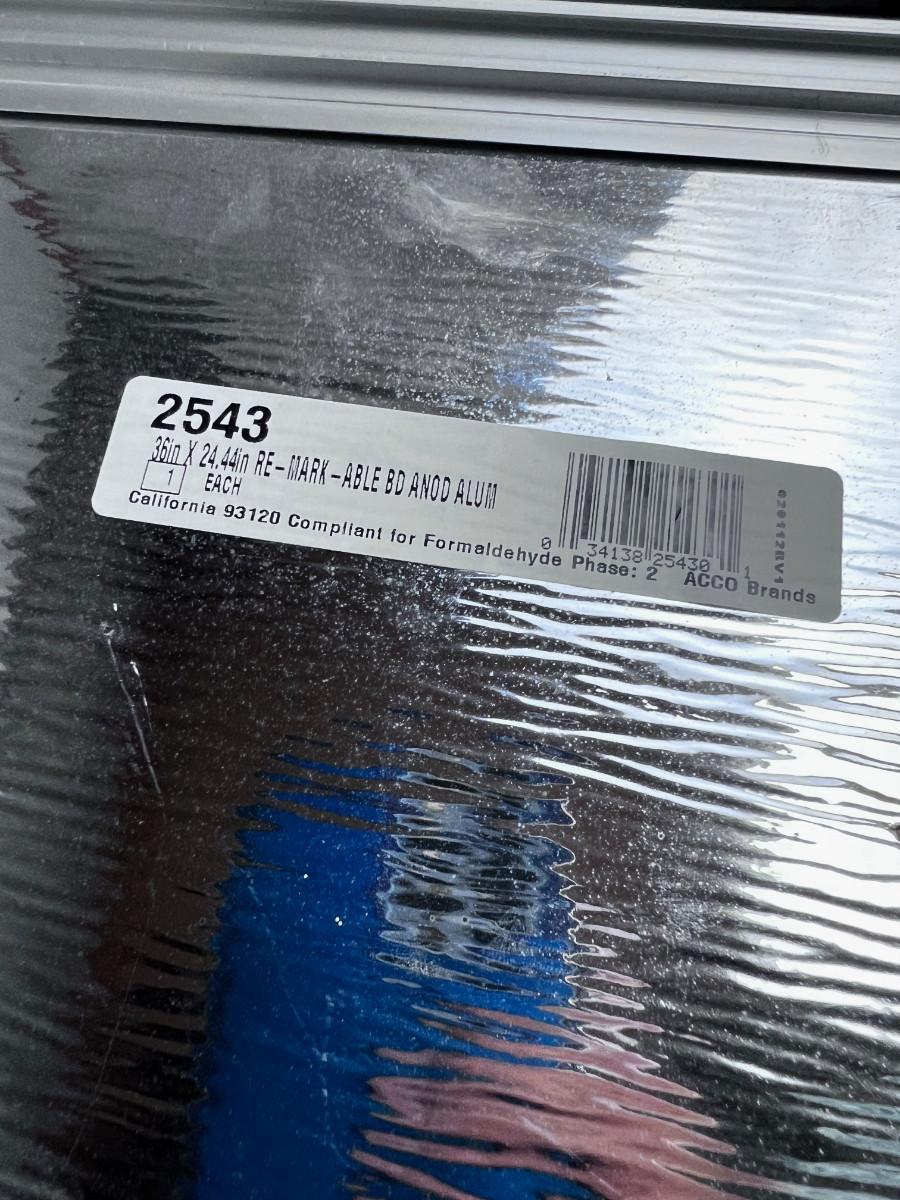 2543
36in X 24.44in RE-MARK-ABLE BD ANOD ALUM
1 EACH
California 93120 Compliant for Formaldehyde Phase: 2 ACCO Brands
0 34138 25430 1